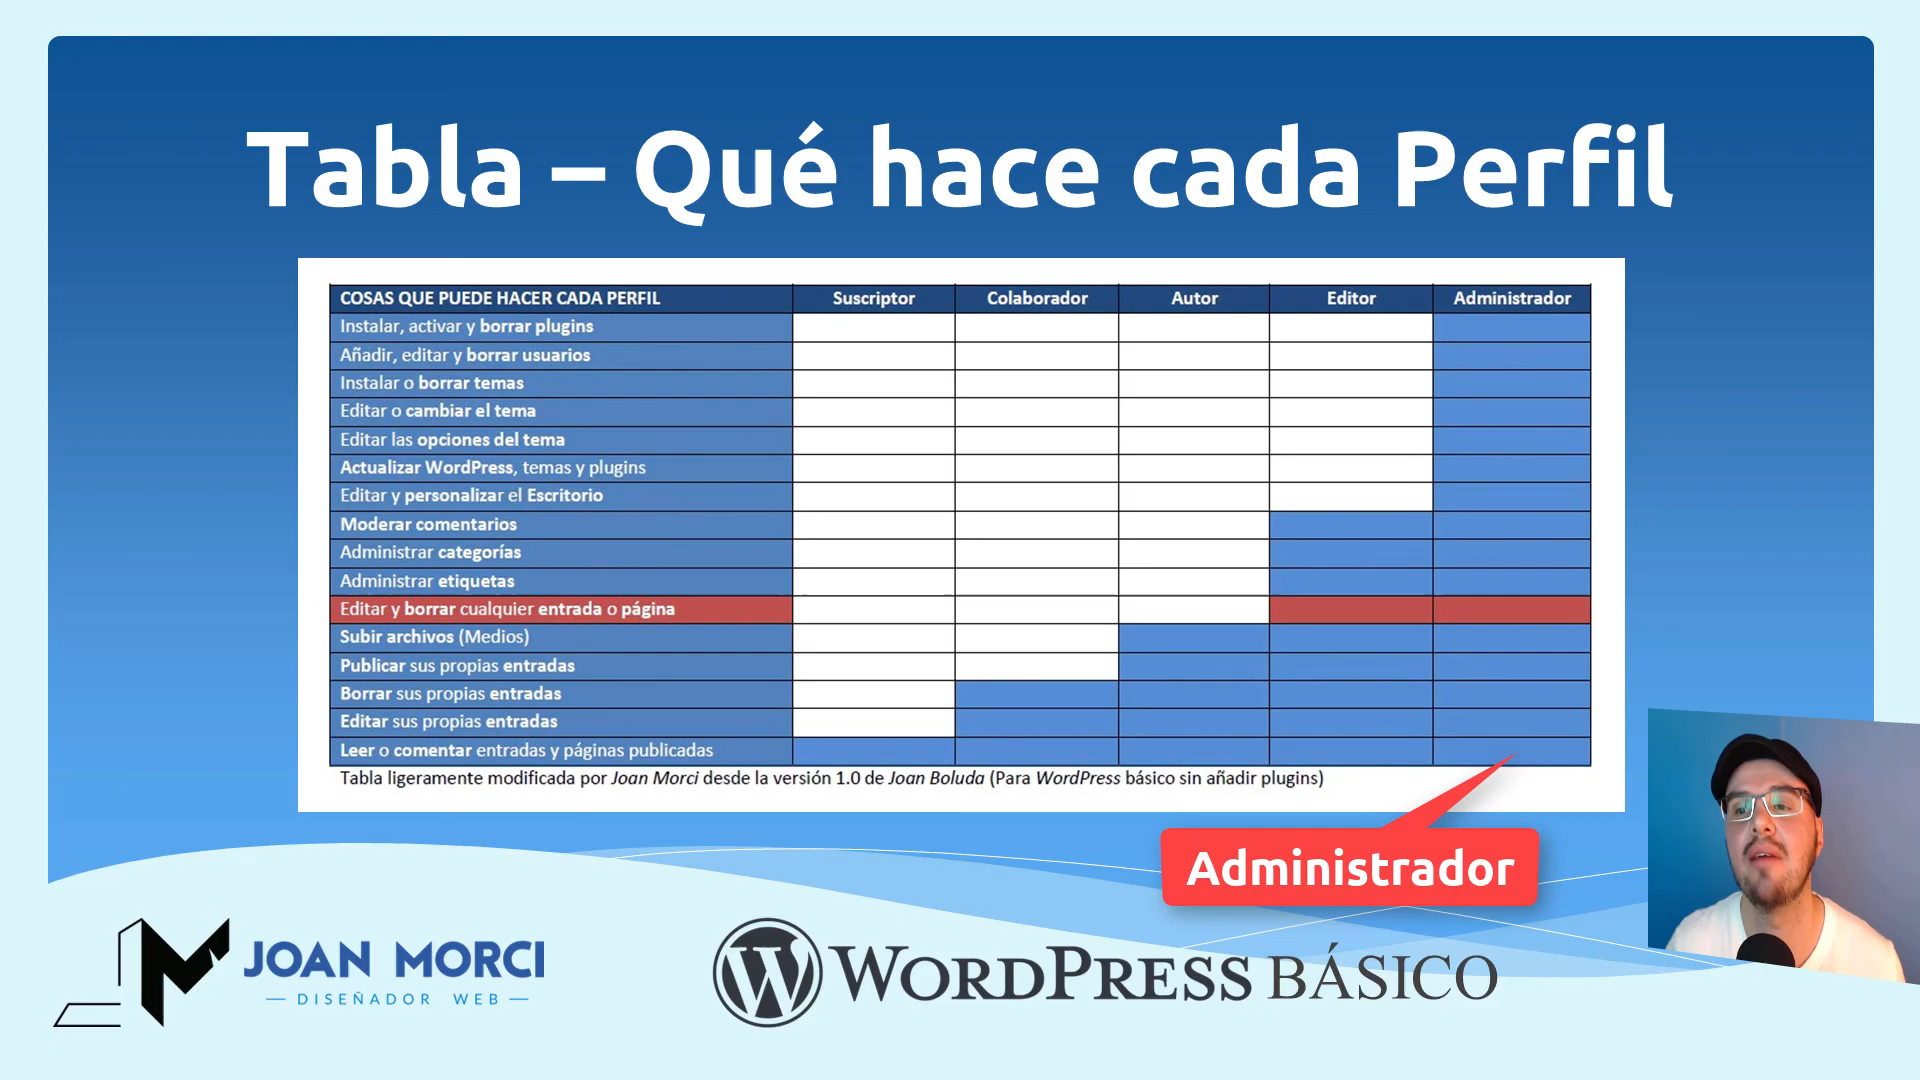 Tabla – Qué hace cada Perfil
COSAS QUE PUEDE HACER CADA PERFIL Suscriptor Colaborador Autor Editor Administrador
Instalar, activar y borrar plugins
Añadir, editar y borrar usuarios
Instalar o borrar temas
Editar o cambiar el tema
Editar las opciones del tema
Actualizar WordPress, temas y plugins
Editar y personalizar el Escritorio
Moderar comentarios
Administrar categorías
Administrar etiquetas
Editar y borrar cualquier entrada o página
Subir archivos (Medios)
Publicar sus propias entradas
Borrar sus propias entradas
Editar sus propias entradas
Leer o comentar entradas y páginas publicadas
Tabla ligeramente modificada por Joan Morci desde la versión 1.0 de Joan Boluda (Para WordPress básico sin añadir plugins)
Administrador
JOAN MORCI
— DISEÑADOR WEB —
WORDPRESS BÁSICO